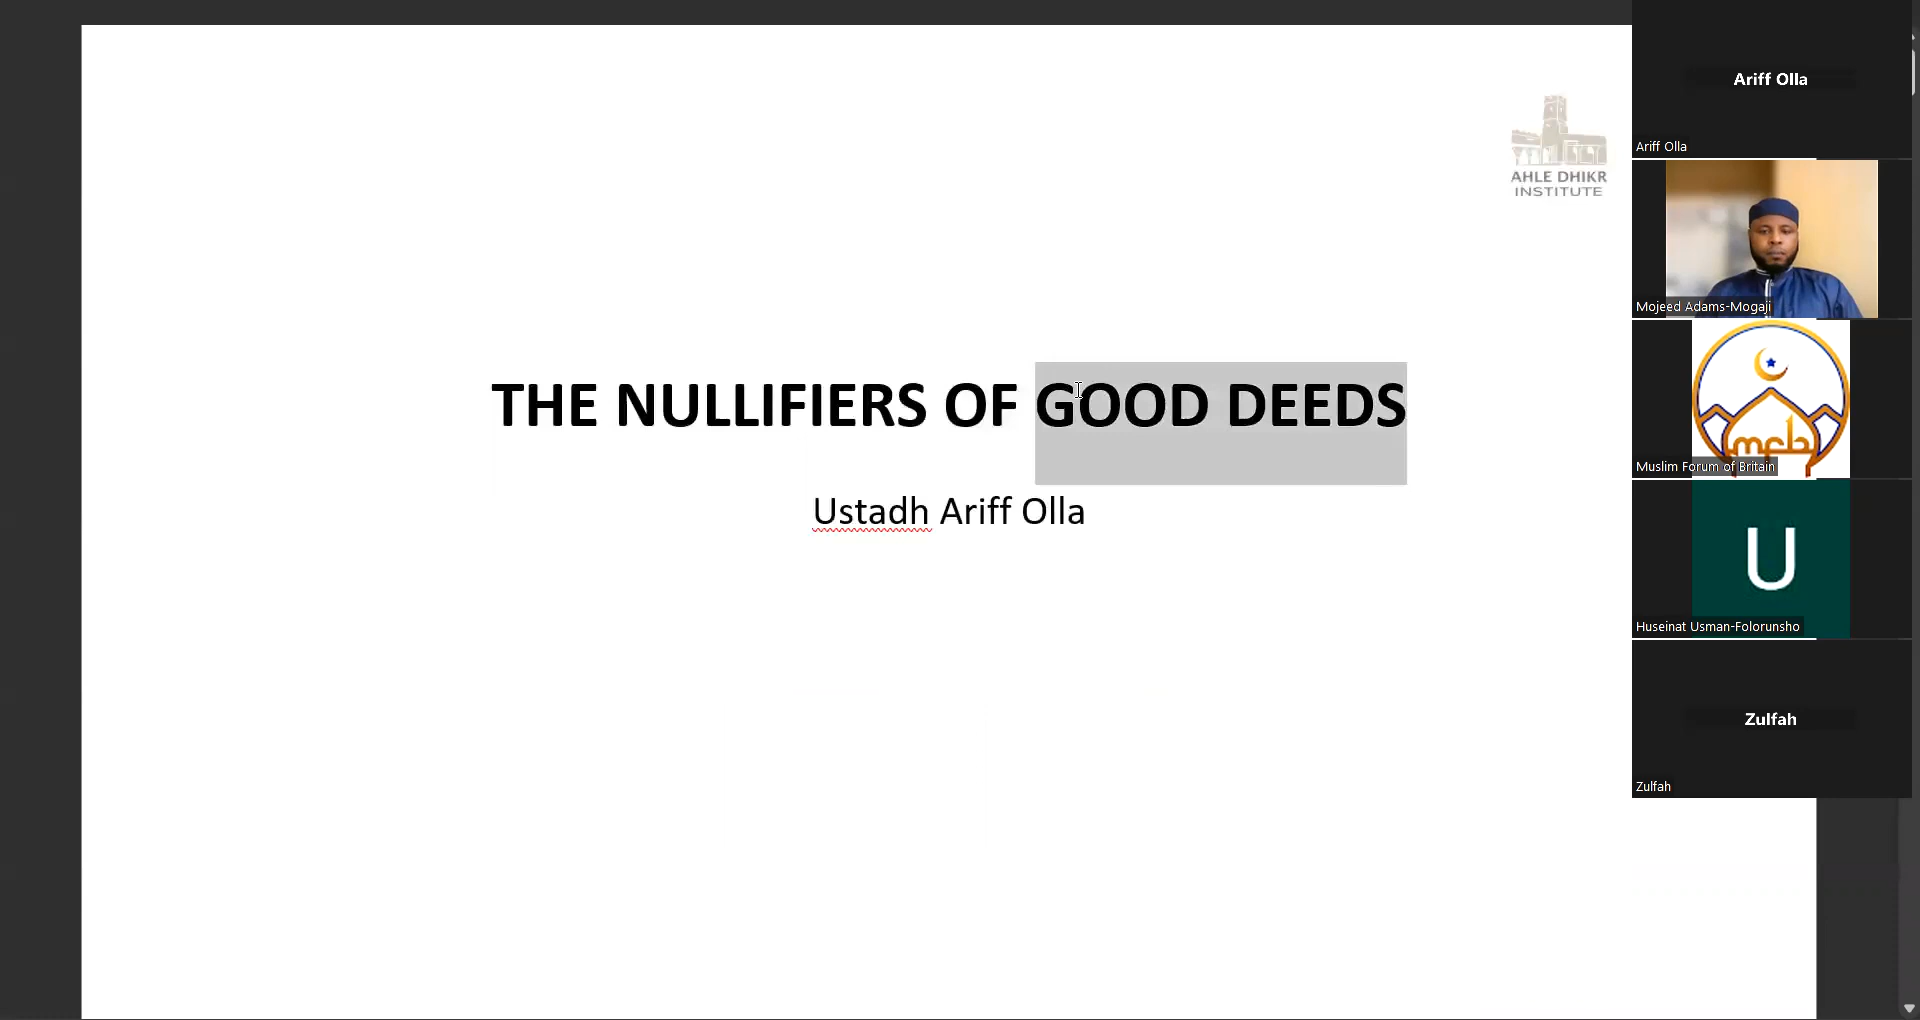 AHLE DHIKR
INSTITUTE
THE NULLIFIERS OF GOOD DEEDS
Ustadh Ariff Olla
Ariff Olla
Ariff Olla
Mojeed Adams-Mogaji
mfb
Muslim Forum of Britain
U
Huseinat Usman-Folorunsho
Zulfah
Zulfah